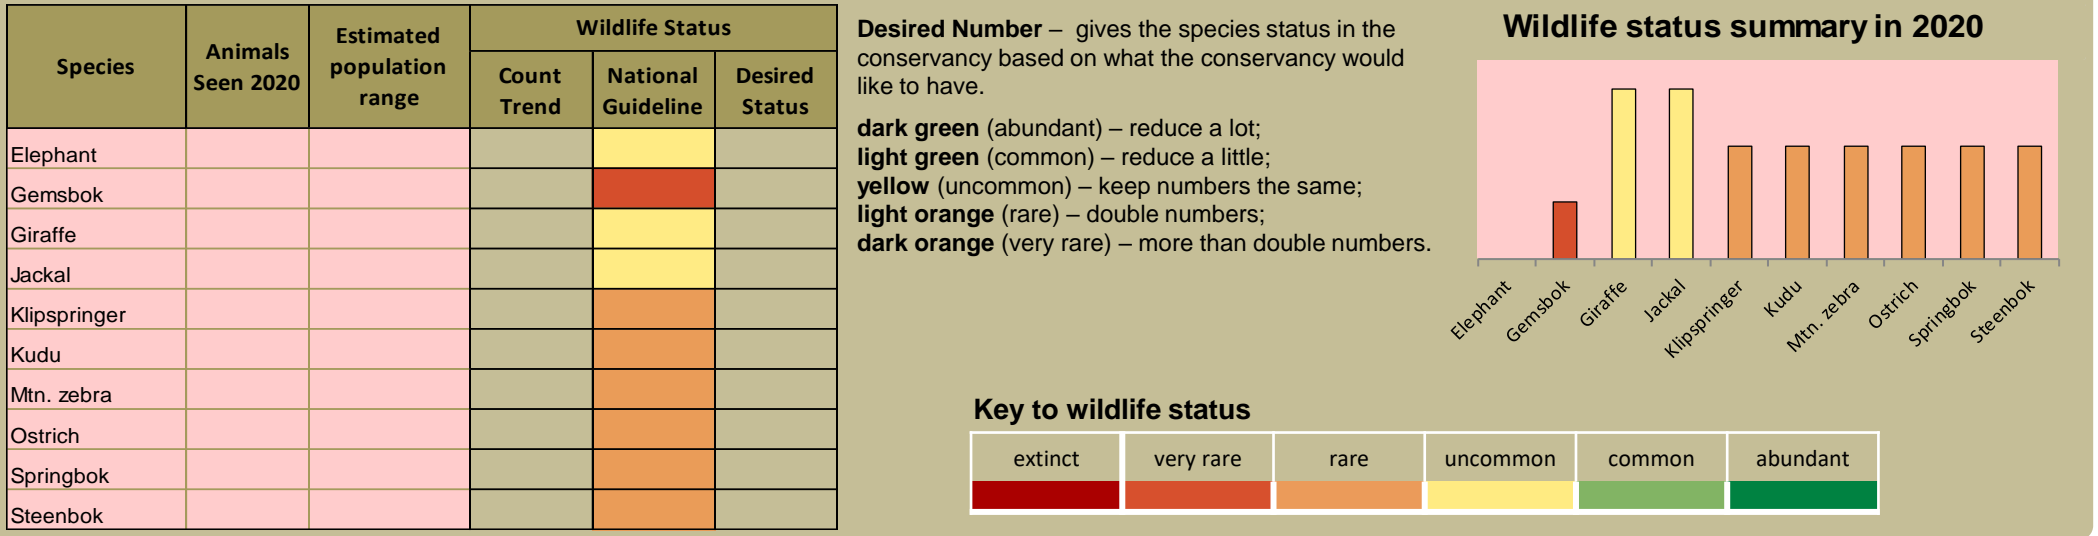 Species
Animals
Seen 2020
Estimated
population
range
Wildlife Status
Count
Trend
National
Guideline
Desired
Status
Elephant
Gemsbok
Giraffe
Jackal
Klipspringer
Kudu
Mtn. zebra
Ostrich
Springbok
Steenbok
Desired Number – gives the species status in the
conservancy based on what the conservancy would
like to have.
dark green (abundant) – reduce a lot;
light green (common) – reduce a little;
yellow (uncommon) – keep numbers the same;
light orange (rare) – double numbers;
dark orange (very rare) – more than double numbers.
Wildlife status summary in 2020
Elephant
Gemsbok
Giraffe
Jackal
Klipspringer
Kudu
Mtn. zebra
Ostrich
Springbok
Steenbok
Key to wildlife status
extinct very rare rare uncommon common abundant